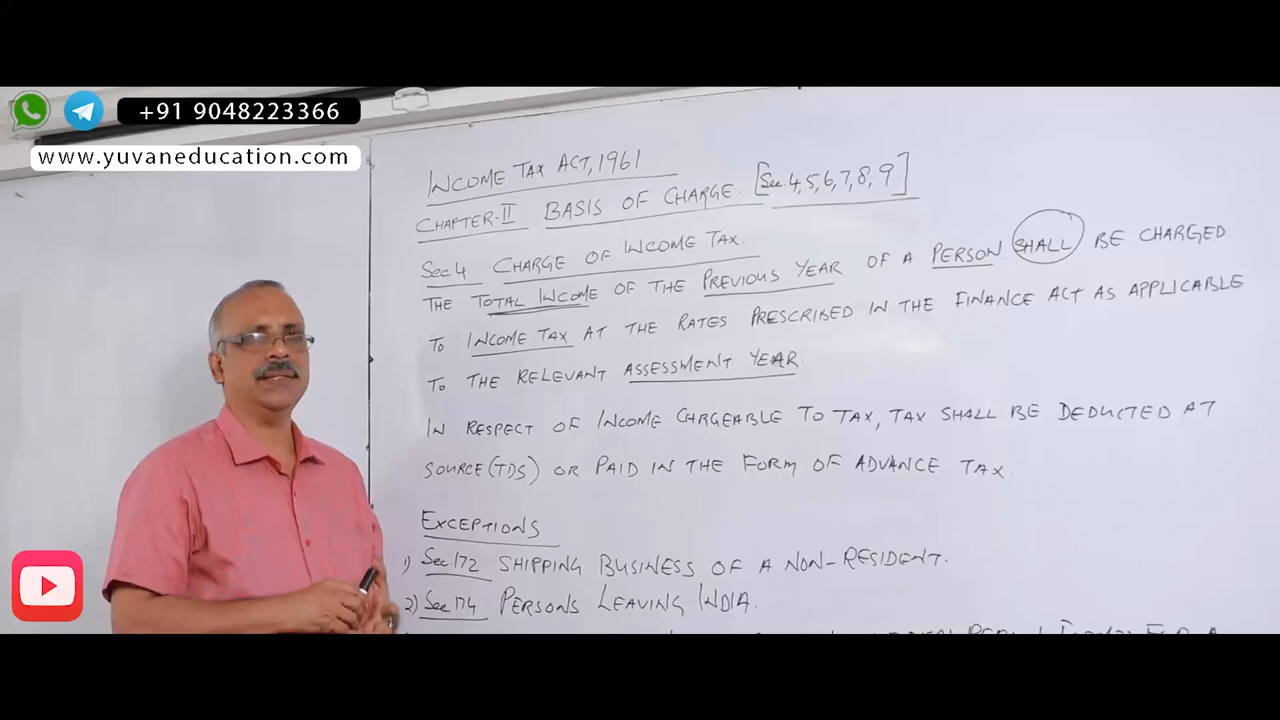 +91 9048223366
www.yuvaneducation.com
INCOME TAX ACT, 1961
CHAPTER-II BASIS OF CHARGE [Sec. 4, 5, 6, 7, 8, 9]
Sec 4 CHARGE OF INCOME TAX.
THE TOTAL INCOME OF THE PREVIOUS YEAR OF A PERSON SHALL BE CHARGED
TO INCOME TAX AT THE RATES PRESCRIBED IN THE FINANCE ACT AS APPLICABLE
TO THE RELEVANT ASSESSMENT YEAR.
IN RESPECT OF INCOME CHARGEABLE TO TAX, TAX SHALL BE DEDUCTED AT
SOURCE (TDS) OR PAID IN THE FORM OF ADVANCE TAX.
EXCEPTIONS
1) Sec. 172 SHIPPING BUSINESS OF A NON-RESIDENT.
2) Sec 174 PERSONS LEAVING INDIA.